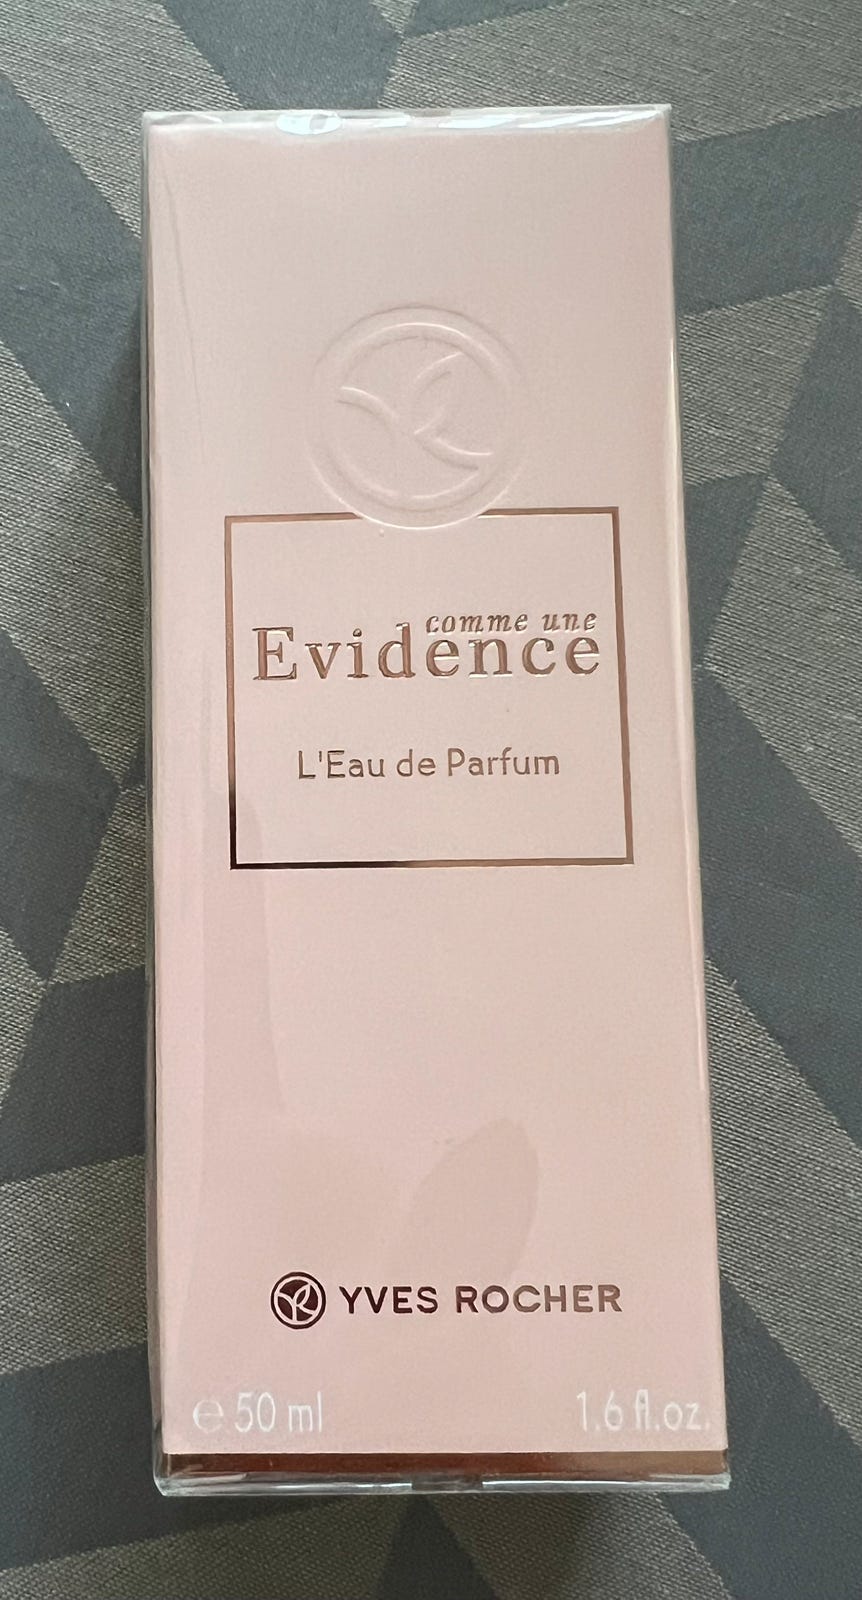 comme une
Evidence
L'Eau de Parfum
YVES ROCHER
℮ 50 ml 1.6 fl.oz.